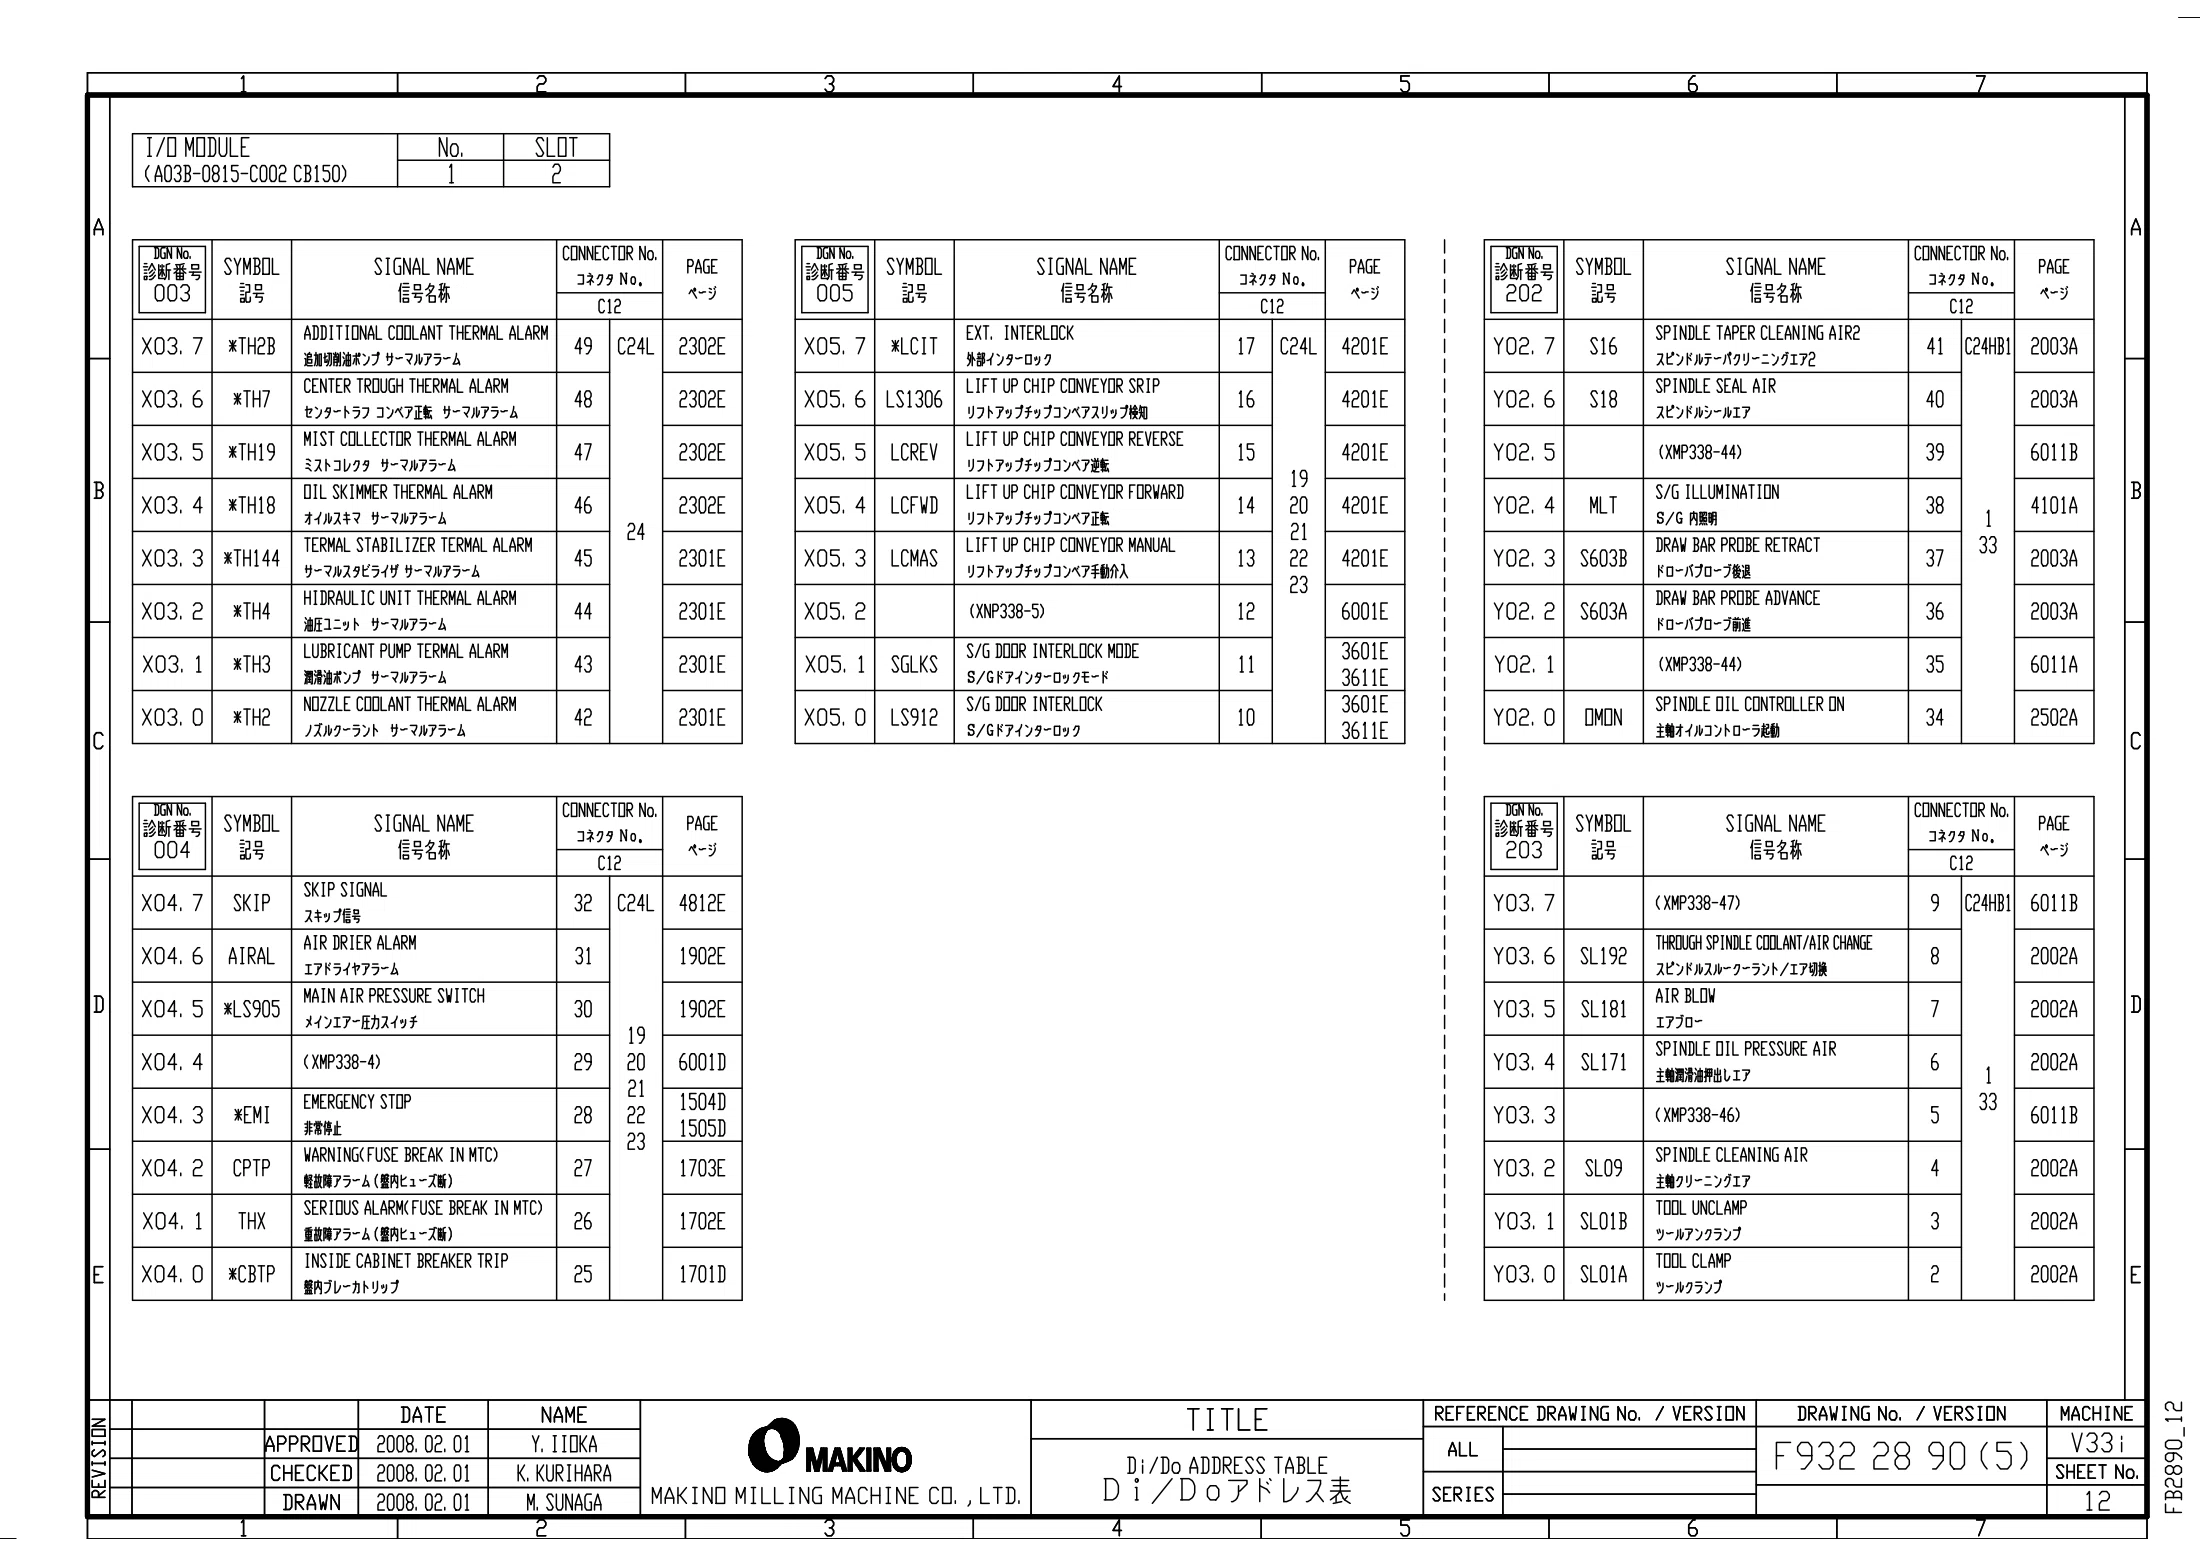 1 2 3 4 5 6 7
I/O MODULE No. SLOT
(A03B-0815-C002 CB150) 1 2
A A
B B
C C
D D
E E
DGN No. 診断番号 003 SYMBOL 記号 SIGNAL NAME 信号名称 CONNECTOR No. コネクタ No. C12 PAGE ページ
X03.7 *TH2B ADDITIONAL COOLANT THERMAL ALARM 49 C24L 2302E
追加切削油ポンプ サーマルアラーム
X03.6 *TH7 CENTER TROUGH THERMAL ALARM 48 2302E
センタートラフ コンベア正転 サーマルアラーム
X03.5 *TH19 MIST COLLECTOR THERMAL ALARM 47 2302E
ミストコレクタ サーマルアラーム
X03.4 *TH18 OIL SKIMMER THERMAL ALARM 46 2302E
オイルスキマ サーマルアラーム
24
X03.3 *TH144 TERMAL STABILIZER TERMAL ALARM 45 2301E
サーマルスタビライザ サーマルアラーム
X03.2 *TH4 HIDRAULIC UNIT THERMAL ALARM 44 2301E
油圧ユニット サーマルアラーム
X03.1 *TH3 LUBRICANT PUMP TERMAL ALARM 43 2301E
潤滑油ポンプ サーマルアラーム
X03.0 *TH2 NOZZLE COOLANT THERMAL ALARM 42 2301E
ノズルクーラント サーマルアラーム
DGN No. 診断番号 005 SYMBOL 記号 SIGNAL NAME 信号名称 CONNECTOR No. コネクタ No. C12 PAGE ページ
X05.7 *LCIT EXT. INTERLOCK 17 C24L 4201E
外部インターロック
X05.6 LS1306 LIFT UP CHIP CONVEYOR SRIP 16 4201E
リフトアップチップコンベアスリップ検知
X05.5 LCREV LIFT UP CHIP CONVEYOR REVERSE 15 4201E
リフトアップチップコンベア逆転
19
X05.4 LCFWD LIFT UP CHIP CONVEYOR FORWARD 14 20 4201E
リフトアップチップコンベア正転
21
X05.3 LCMAS LIFT UP CHIP CONVEYOR MANUAL 13 22 4201E
リフトアップチップコンベア手動介入
23
X05.2 (XNP338-5) 12 6001E
X05.1 SGLKS S/G DOOR INTERLOCK MODE 11 3601E
S/Gドアインターロックモード 3611E
X05.0 LS912 S/G DOOR INTERLOCK 10 3601E
S/Gドアインターロック 3611E
DGN No. 診断番号 202 SYMBOL 記号 SIGNAL NAME 信号名称 CONNECTOR No. コネクタ No. C12 PAGE ページ
Y02.7 S16 SPINDLE TAPER CLEANING AIR2 41 C24HB1 2003A
スピンドルテーパクリーニングエア2
Y02.6 S18 SPINDLE SEAL AIR 40 2003A
スピンドルシールエア
Y02.5 (XMP338-44) 39 6011B
Y02.4 MLT S/G ILLUMINATION 38 4101A
S/G 内照明
1
33
Y02.3 S603B DRAW BAR PROBE RETRACT 37 2003A
ドローバプローブ後退
Y02.2 S603A DRAW BAR PROBE ADVANCE 36 2003A
ドローバプローブ前進
Y02.1 (XMP338-44) 35 6011A
Y02.0 OMON SPINDLE OIL CONTROLLER ON 34 2502A
主軸オイルコントローラ起動
DGN No. 診断番号 004 SYMBOL 記号 SIGNAL NAME 信号名称 CONNECTOR No. コネクタ No. C12 PAGE ページ
X04.7 SKIP SKIP SIGNAL 32 C24L 4812E
スキップ信号
X04.6 AIRAL AIR DRIER ALARM 31 1902E
エアドライヤアラーム
X04.5 *LS905 MAIN AIR PRESSURE SWITCH 30 1902E
メインエアー圧力スイッチ
19
X04.4 (XMP338-4) 29 20 6001D
21
X04.3 *EMI EMERGENCY STOP 28 22 1504D
非常停止 1505D
23
X04.2 CPTP WARNING(FUSE BREAK IN MTC) 27 1703E
軽故障アラーム(盤内ヒューズ断)
X04.1 THX SERIOUS ALARM(FUSE BREAK IN MTC) 26 1702E
重故障アラーム(盤内ヒューズ断)
X04.0 *CBTP INSIDE CABINET BREAKER TRIP 25 1701D
盤内ブレーカトリップ
DGN No. 診断番号 203 SYMBOL 記号 SIGNAL NAME 信号名称 CONNECTOR No. コネクタ No. C12 PAGE ページ
Y03.7 (XMP338-47) 9 C24HB1 6011B
Y03.6 SL192 THROUGH SPINDLE COOLANT/AIR CHANGE 8 2002A
スピンドルスルークーラント/エア切換
Y03.5 SL181 AIR BLOW 7 2002A
エアブロー
Y03.4 SL171 SPINDLE OIL PRESSURE AIR 6 2002A
主軸潤滑油押出しエア
1
33
Y03.3 (XMP338-46) 5 6011B
Y03.2 SL09 SPINDLE CLEANING AIR 4 2002A
主軸クリーニングエア
Y03.1 SL01B TOOL UNCLAMP 3 2002A
ツールアンクランプ
Y03.0 SL01A TOOL CLAMP 2 2002A
ツールクランプ
REVISION
DATE NAME
APPROVED 2008.02.01 Y.IIOKA
CHECKED 2008.02.01 K.KURIHARA
DRAWN 2008.02.01 M.SUNAGA
MAKINO
MAKINO MILLING MACHINE CO.,LTD.
TITLE
Di/Do ADDRESS TABLE
Di/Doアドレス表
REFERENCE DRAWING No. / VERSION
ALL
SERIES
DRAWING No. / VERSION
F932 28 90(5)
MACHINE
V33i
SHEET No.
12
FB2890_12
1 2 3 4 5 6 7